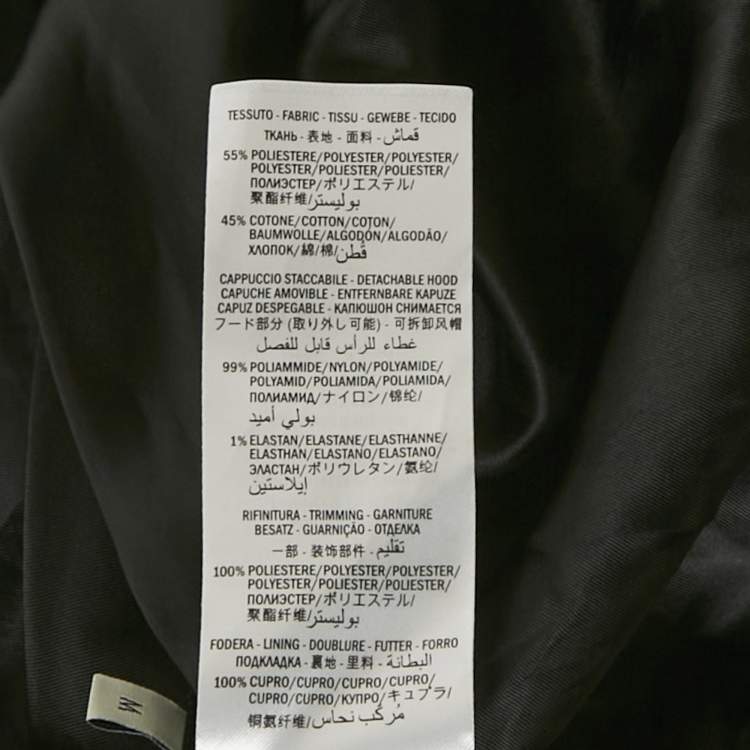 TESSUTO - FABRIC - TISSU - GEWEBE - TECIDO
ТКАНЬ - 表地 - 面料 - قماش
55% POLIESTERE/POLYESTER/POLYESTER/
POLYESTER/POLIESTER/POLIESTER/
ПОЛИЭСТЕР/ポリエステル/
聚酯纤维/بوليستر
45% COTONE/COTTON/COTON/
BAUMWOLLE/ALGODÓN/ALGODÃO/
ХЛОПОК/綿/棉/قُطن
CAPPUCCIO STACCABILE - DETACHABLE HOOD
CAPUCHE AMOVIBLE - ENTFERNBARE KAPUZE
CAPUZ DESPEGABLE - КАПЮШОН СНИМАЕТСЯ
フード部分 (取り外し可能) - 可拆卸风帽
غطاء للرأس قابل للفصل
99% POLIAMMIDE/NYLON/POLYAMIDE/
POLYAMID/POLIAMIDA/POLIAMIDA/
ПОЛИАМИД/ナイロン/锦纶/
بولي أميد
1% ELASTAN/ELASTANE/ELASTHANNE/
ELASTHAN/ELASTANO/ELASTANO/
ЭЛАСТАН/ポリウレタン/氨纶/
إيلاستين
RIFINITURA - TRIMMING - GARNITURE
BESATZ - GUARNIÇÃO - ОТДЕЛКА
一部 - 装饰部件 - تقليم
100% POLIESTERE/POLYESTER/POLYESTER/
POLYESTER/POLIESTER/POLIESTER/
ПОЛИЭСТЕР/ポリエステル/
聚酯纤维/بوليستر
FODERA - LINING - DOUBLURE - FUTTER - FORRO
ПОДКЛАДКА - 裏地 - 里料 - البطانة
100% CUPRO/CUPRO/CUPRO/CUPRO/
CUPRO/CUPRO/КУПРО/キュプラ/
铜氨纤维/مُركب نحاس
M